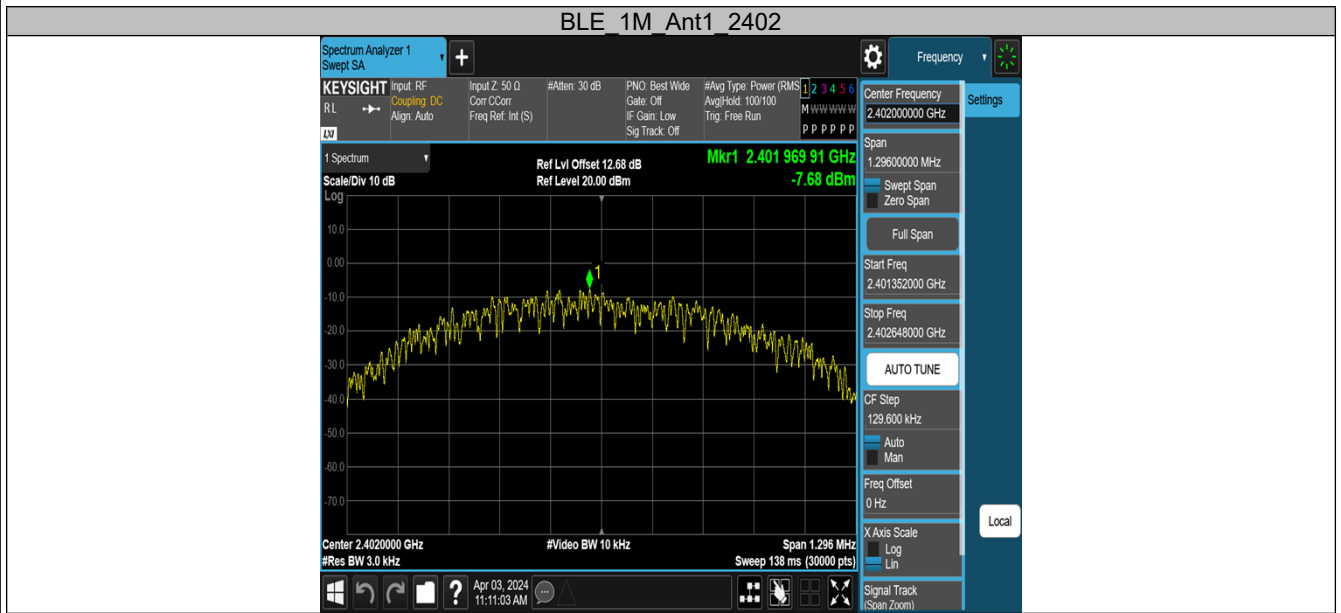 BLE_1M_Ant1_2402
Spectrum Analyzer 1
Swept SA
Frequency
KEYSIGHT
RL
LXI
Input: RF
Coupling: DC
Align: Auto
Input Z: 50 Ω
Corr CCorr
Freq Ref: Int (S)
#Atten: 30 dB
PNO: Best Wide
Gate: Off
IF Gain: Low
Sig Track: Off
#Avg Type: Power (RMS
Avg|Hold: 100/100
Trig: Free Run
1 2 3 4 5 6
M W W W W W
P P P P P P
1 Spectrum
Scale/Div 10 dB
Ref Lvl Offset 12.68 dB
Ref Level 20.00 dBm
Mkr1 2.401 969 91 GHz
-7.68 dBm
Log
10.0
0.00
-10.0
-20.0
-30.0
-40.0
-50.0
-60.0
-70.0
1
Center 2.4020000 GHz
#Res BW 3.0 kHz
#Video BW 10 kHz
Span 1.296 MHz
Sweep 138 ms (30000 pts)
Center Frequency
2.402000000 GHz
Settings
Span
1.29600000 MHz
Swept Span
Zero Span
Full Span
Start Freq
2.401352000 GHz
Stop Freq
2.402648000 GHz
AUTO TUNE
CF Step
129.600 kHz
Auto
Man
Freq Offset
0 Hz
X Axis Scale
Log
Lin
Local
Signal Track
(Span Zoom)
?
Apr 03, 2024
11:11:03 AM